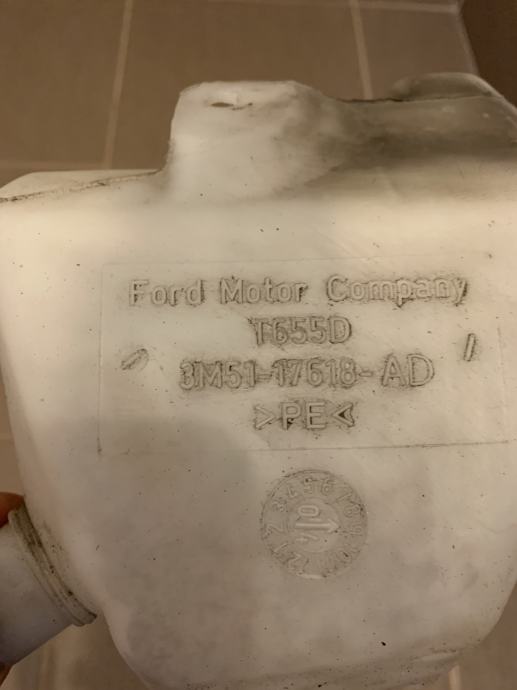 Ford Motor Company
T655D
3M51-17618-AD
>PE<